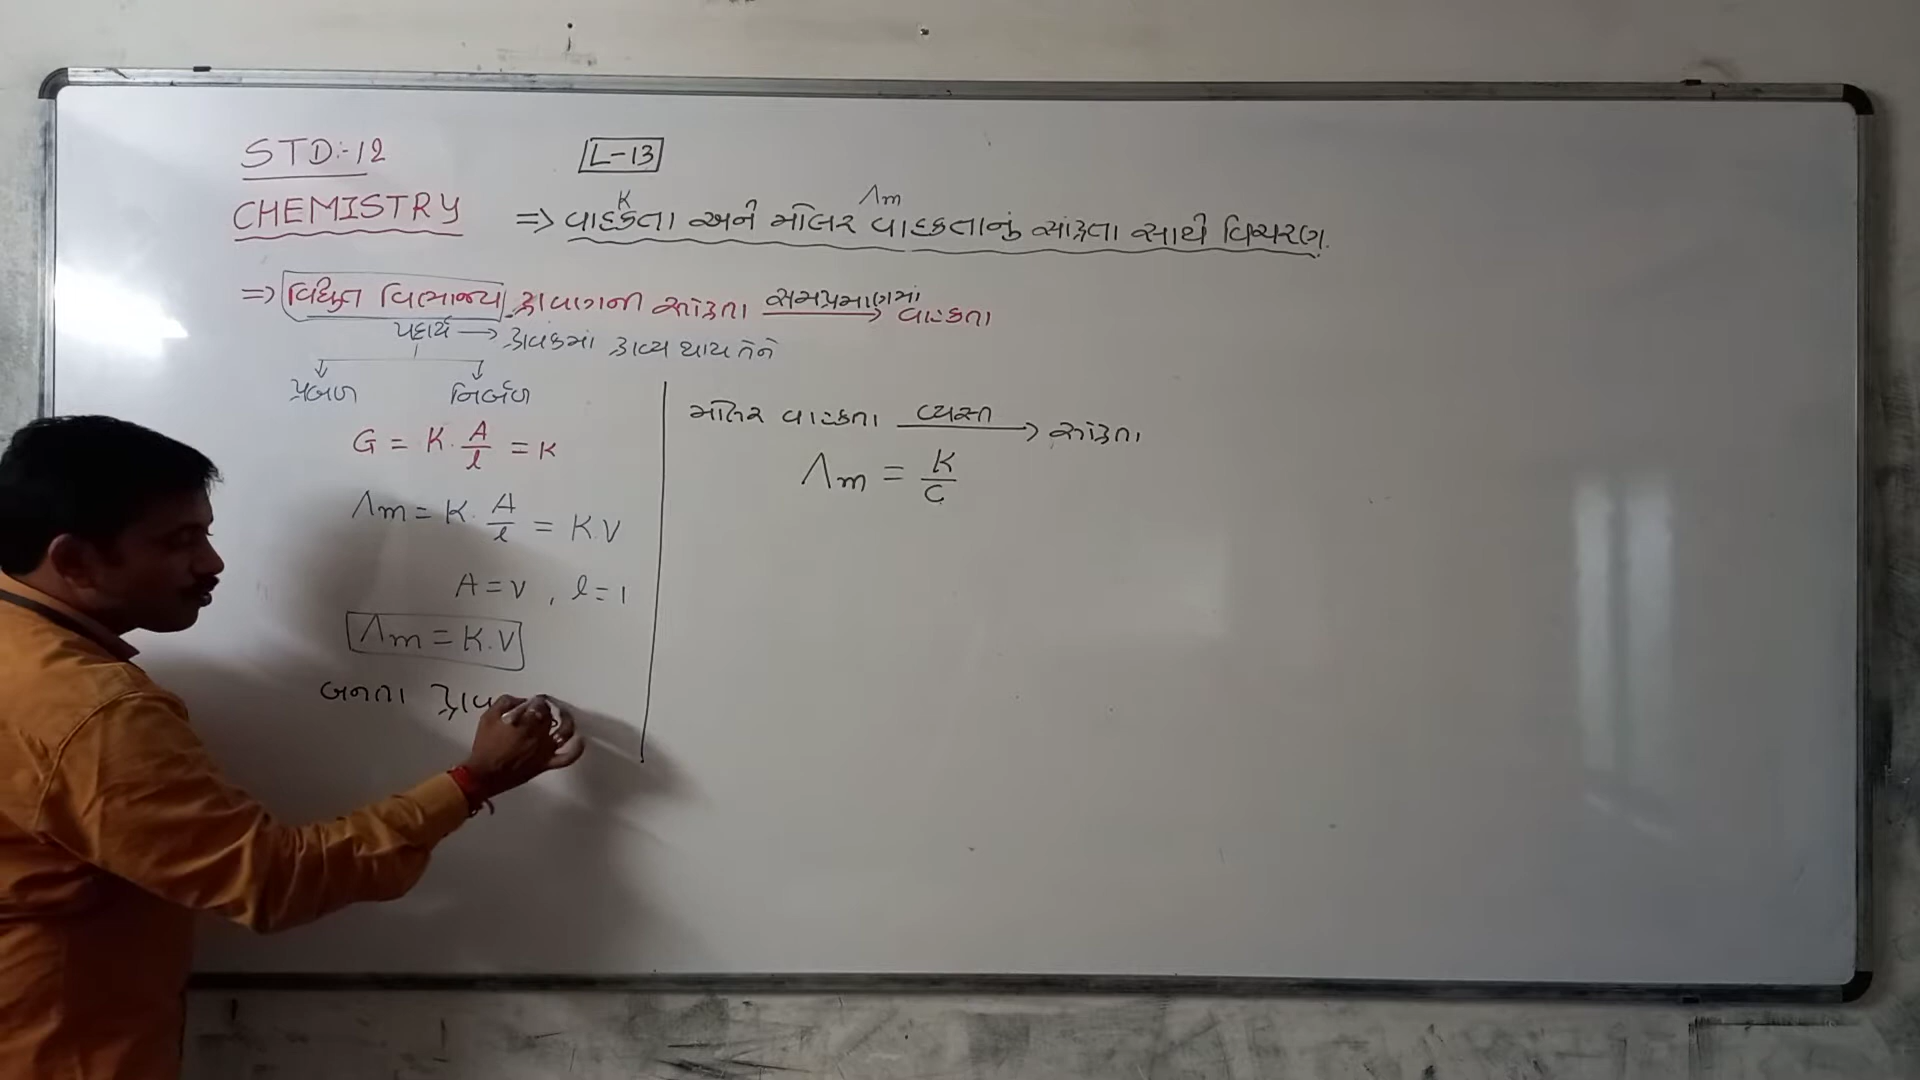 STD:-12
L-13
CHEMISTRY
K Λm
=> વાહકતા અને મોલર વાહકતાનું સાંદ્રતા સાથે વિચરણ.
=> વિદ્યુત વિભાજ્ય દ્રાવણની સાંદ્રતા સમપ્રમાણમાં → વાહકતા
પદાર્થ → દ્રાવકમાં દ્રાવ્ય થાય તેને
પ્રબળ નિર્બળ
G = K. A/l = K
Λm = K. A/l = K.V
A = V , l = 1
Λm = K.V
બનતા
મોલર વાહકતા વ્યસ્ત → સાંદ્રતા
Λm = K/C